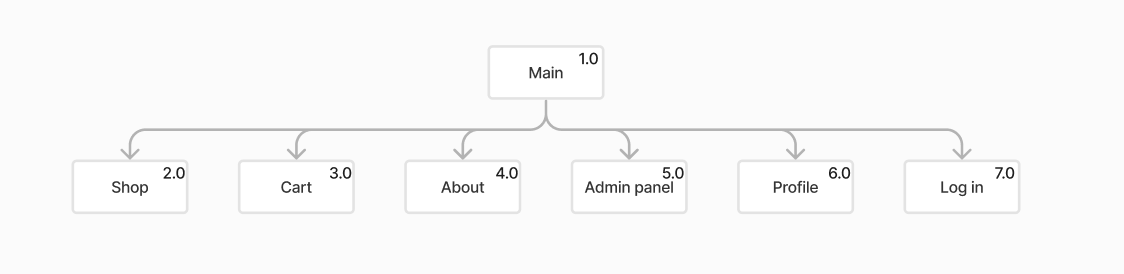 1.0
Main
2.0
Shop
3.0
Cart
4.0
About
5.0
Admin panel
6.0
Profile
7.0
Log in